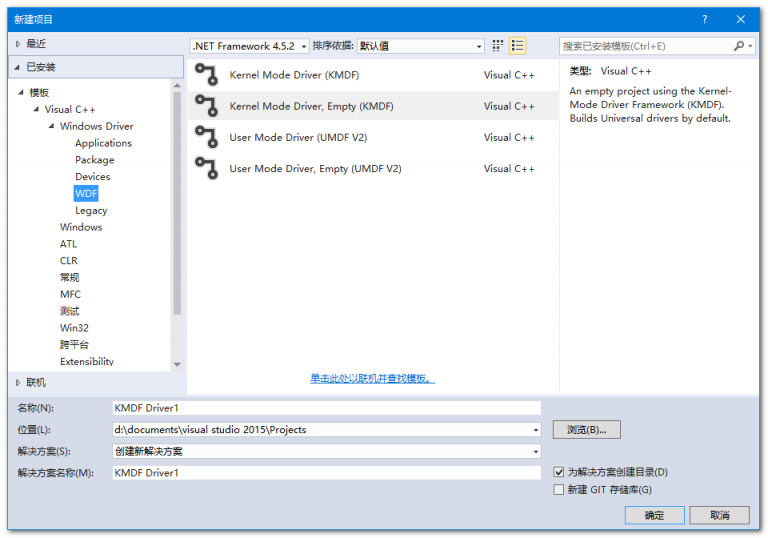 新建项目
?
最近
已安装
.NET Framework 4.5.2
排序依据:
默认值
搜索已安装模板(Ctrl+E)
模板
Visual C++
Windows Driver
Applications
Package
Devices
WDF
Legacy
Windows
ATL
CLR
常规
MFC
测试
Win32
跨平台
Extensibility
联机
Kernel Mode Driver (KMDF) Visual C++
Kernel Mode Driver, Empty (KMDF) Visual C++
User Mode Driver (UMDF V2) Visual C++
User Mode Driver, Empty (UMDF V2) Visual C++
单击此处以联机并查找模板。
类型: Visual C++
An empty project using the Kernel-
Mode Driver Framework (KMDF).
Builds Universal drivers by default.
名称(N): KMDF Driver1
位置(L): d:\documents\visual studio 2015\Projects 浏览(B)...
解决方案(S): 创建新解决方案
解决方案名称(M): KMDF Driver1
为解决方案创建目录(D)
新建 GIT 存储库(G)
确定 取消